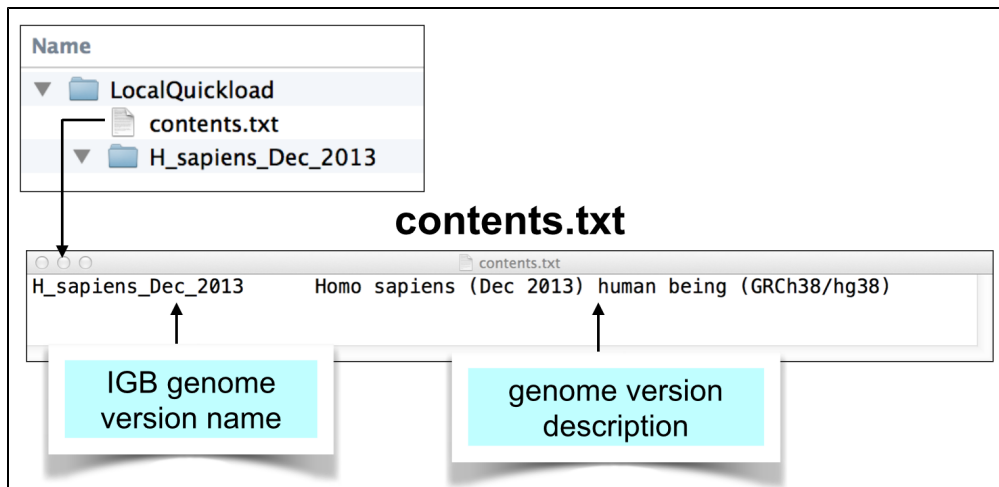 Name
LocalQuickload
contents.txt
H_sapiens_Dec_2013
contents.txt
contents.txt
H_sapiens_Dec_2013 Homo sapiens (Dec 2013) human being (GRCh38/hg38)
IGB genome
version name
genome version
description